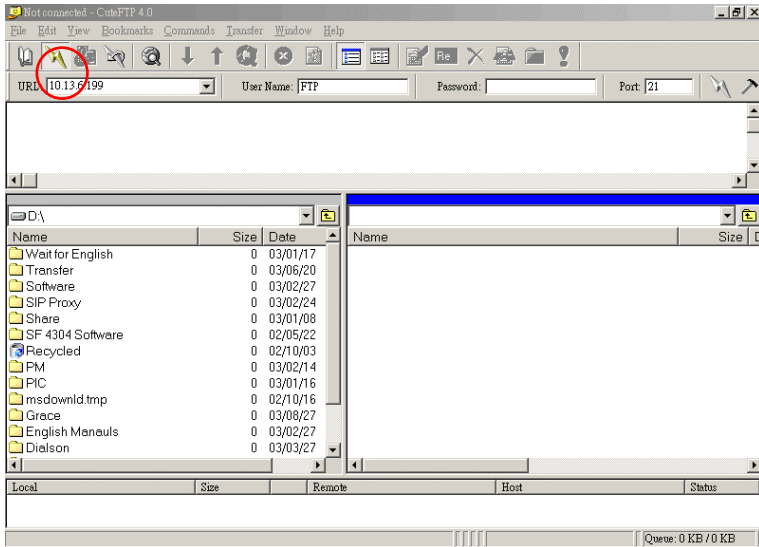 Not connected - CuteFTP 4.0
File Edit View Bookmarks Commands Transfer Window Help
Re
URL: 10.13.6.199 User Name: FTP Password: Port: 21
D:\
Name Size Date Name Size D
Wait for English 0 03/01/17
Transfer 0 03/06/20
Software 0 03/02/27
SIP Proxy 0 03/02/24
Share 0 03/01/08
SF 4304 Software 0 02/05/22
Recycled 0 02/10/03
PM 0 03/02/14
PIC 0 03/01/16
msdownld.tmp 0 02/10/16
Grace 0 03/08/27
English Manauls 0 03/02/27
Dialson 0 03/03/27
Local Size Remote Host Status
Queue: 0 KB / 0 KB